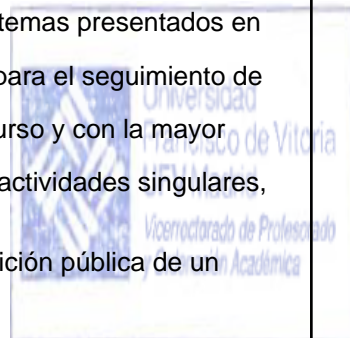 temas presentados en
para el seguimiento de
Universidad
urso y con la mayor
Francisco de Vitoria
UFV Madrid
actividades singulares,
Vicerrectorado de Profesorado
ición pública de un
y Ordenación Académica